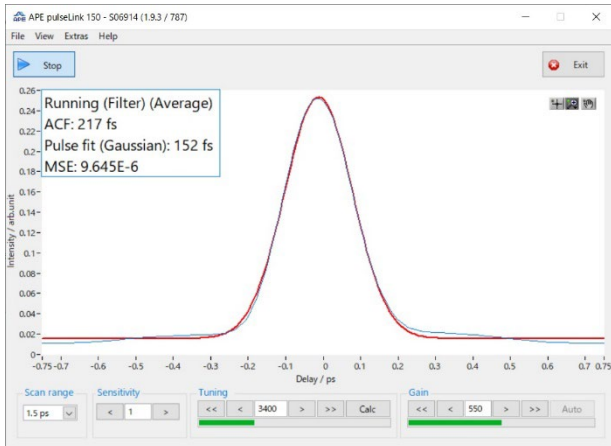 APE pulseLink 150 - S06914 (1.9.3 / 787)
File View Extras Help
Stop
Exit
Running (Filter) (Average)
ACF: 217 fs
Pulse fit (Gaussian): 152 fs
MSE: 9.645E-6
Intensity / arb.unit
0.26
0.24
0.22
0.2
0.18
0.16
0.14
0.12
0.1
0.08
0.06
0.04
0.02
0
-0.75 -0.7 -0.6 -0.5 -0.4 -0.3 -0.2 -0.1 0 0.1 0.2 0.3 0.4 0.5 0.6 0.7 0.75
Delay / ps
Scan range
1.5 ps
Sensitivity
< 1 >
Tuning
<< < 3400 > >> Calc
Gain
<< < 550 > >> Auto